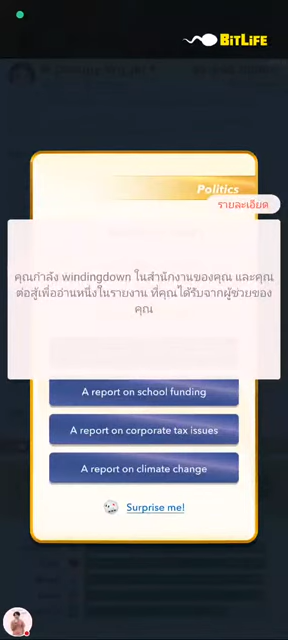 BitLife
Politics
รายละเอียด
คุณกำลัง windingdown ในสำนักงานของคุณ และคุณ
ต่อสู้เพื่ออ่านหนึ่งในรายงาน ที่คุณได้รับจากผู้ช่วยของ
คุณ
A report on school funding
A report on corporate tax issues
A report on climate change
Surprise me!